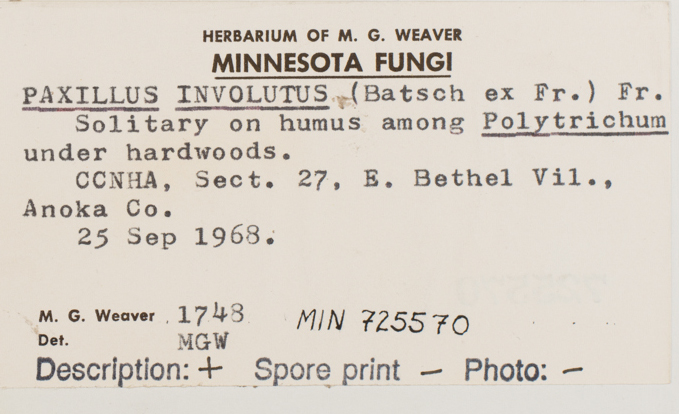 HERBARIUM OF M. G. WEAVER
MINNESOTA FUNGI
PAXILLUS INVOLUTUS (Batsch ex Fr.) Fr.
Solitary on humus among Polytrichum
under hardwoods.
CCNHA, Sect. 27, E. Bethel Vil.,
Anoka Co.
25 Sep 1968.
M. G. Weaver 1748 MIN 725570
Det. MGW
Description: + Spore print - Photo: -